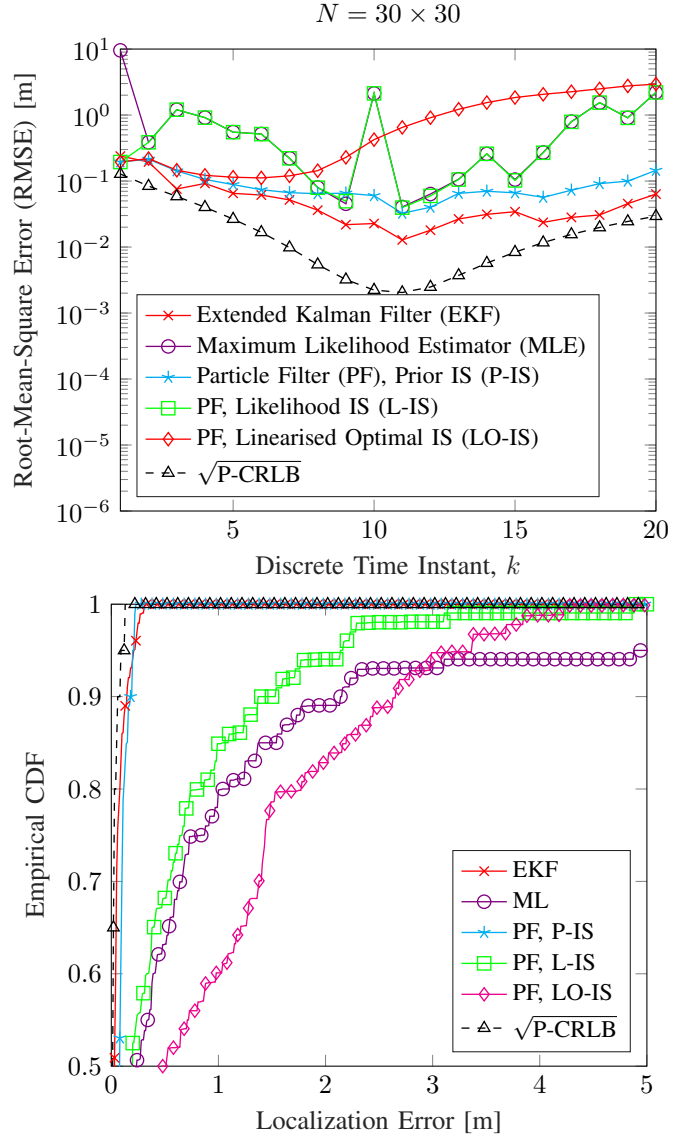 N = 30 × 30
Root-Mean-Square Error (RMSE) [m]
10^1
10^0
10^−1
10^−2
10^−3
10^−4
10^−5
10^−6
Extended Kalman Filter (EKF)
Maximum Likelihood Estimator (MLE)
Particle Filter (PF), Prior IS (P-IS)
PF, Likelihood IS (L-IS)
PF, Linearised Optimal IS (LO-IS)
√P-CRLB
5 10 15 20
Discrete Time Instant, k
Empirical CDF
1
0.9
0.8
0.7
0.6
0.5
EKF
ML
PF, P-IS
PF, L-IS
PF, LO-IS
√P-CRLB
0 1 2 3 4 5
Localization Error [m]